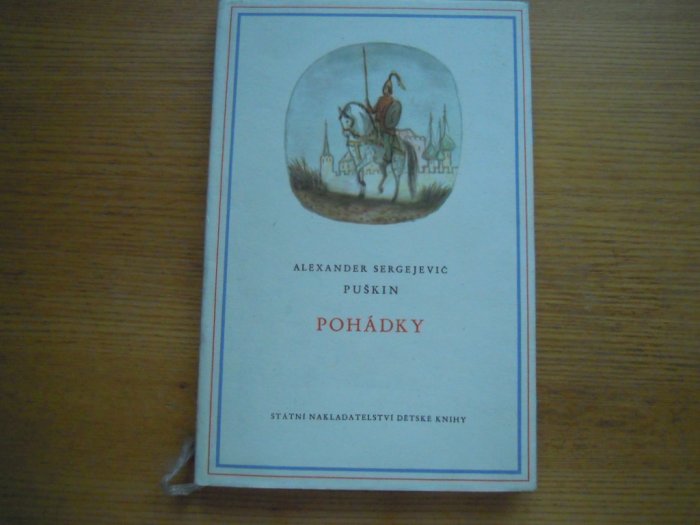 ALEXANDER SERGEJEVIČ
PUŠKIN
POHÁDKY
STÁTNÍ NAKLADATELSTVÍ DĚTSKÉ KNIHY